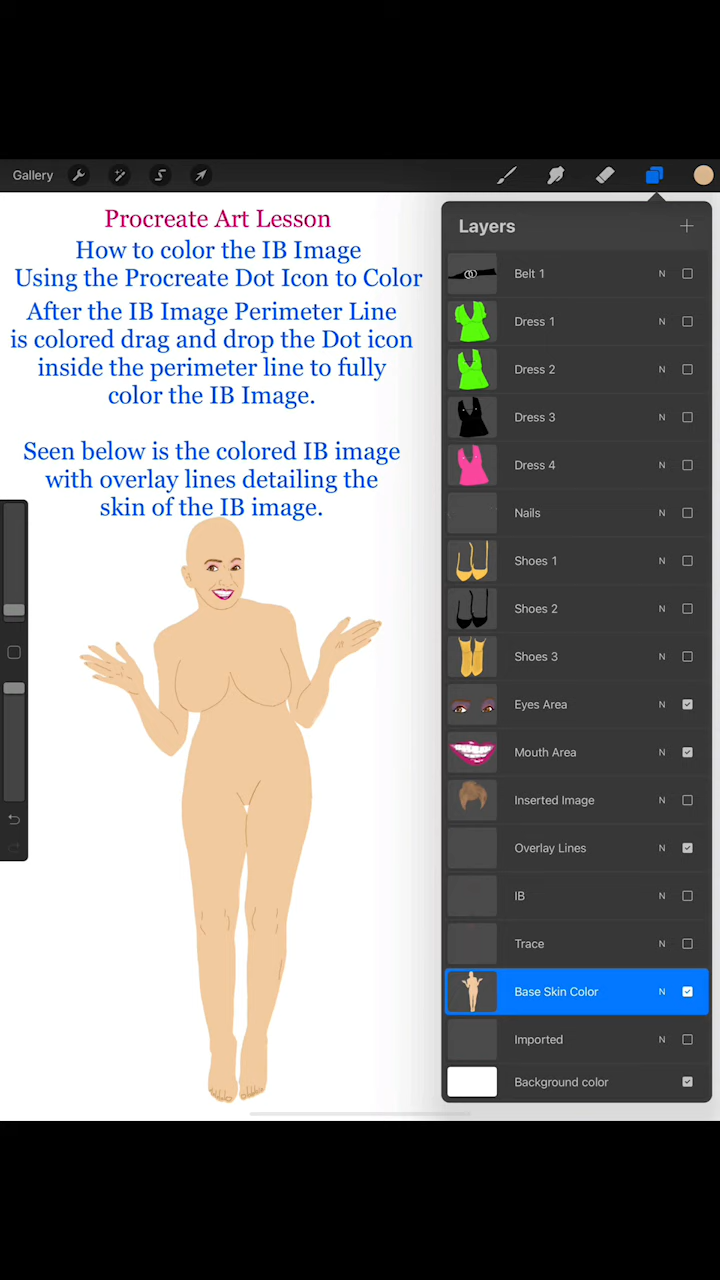 Gallery
Procreate Art Lesson
How to color the IB Image
Using the Procreate Dot Icon to Color
After the IB Image Perimeter Line
is colored drag and drop the Dot icon
inside the perimeter line to fully
color the IB Image.
Seen below is the colored IB image
with overlay lines detailing the
skin of the IB image.
Layers
Belt 1 N
Dress 1 N
Dress 2 N
Dress 3 N
Dress 4 N
Nails N
Shoes 1 N
Shoes 2 N
Shoes 3 N
Eyes Area N
Mouth Area N
Inserted Image N
Overlay Lines N
IB N
Trace N
Base Skin Color N
Imported N
Background color